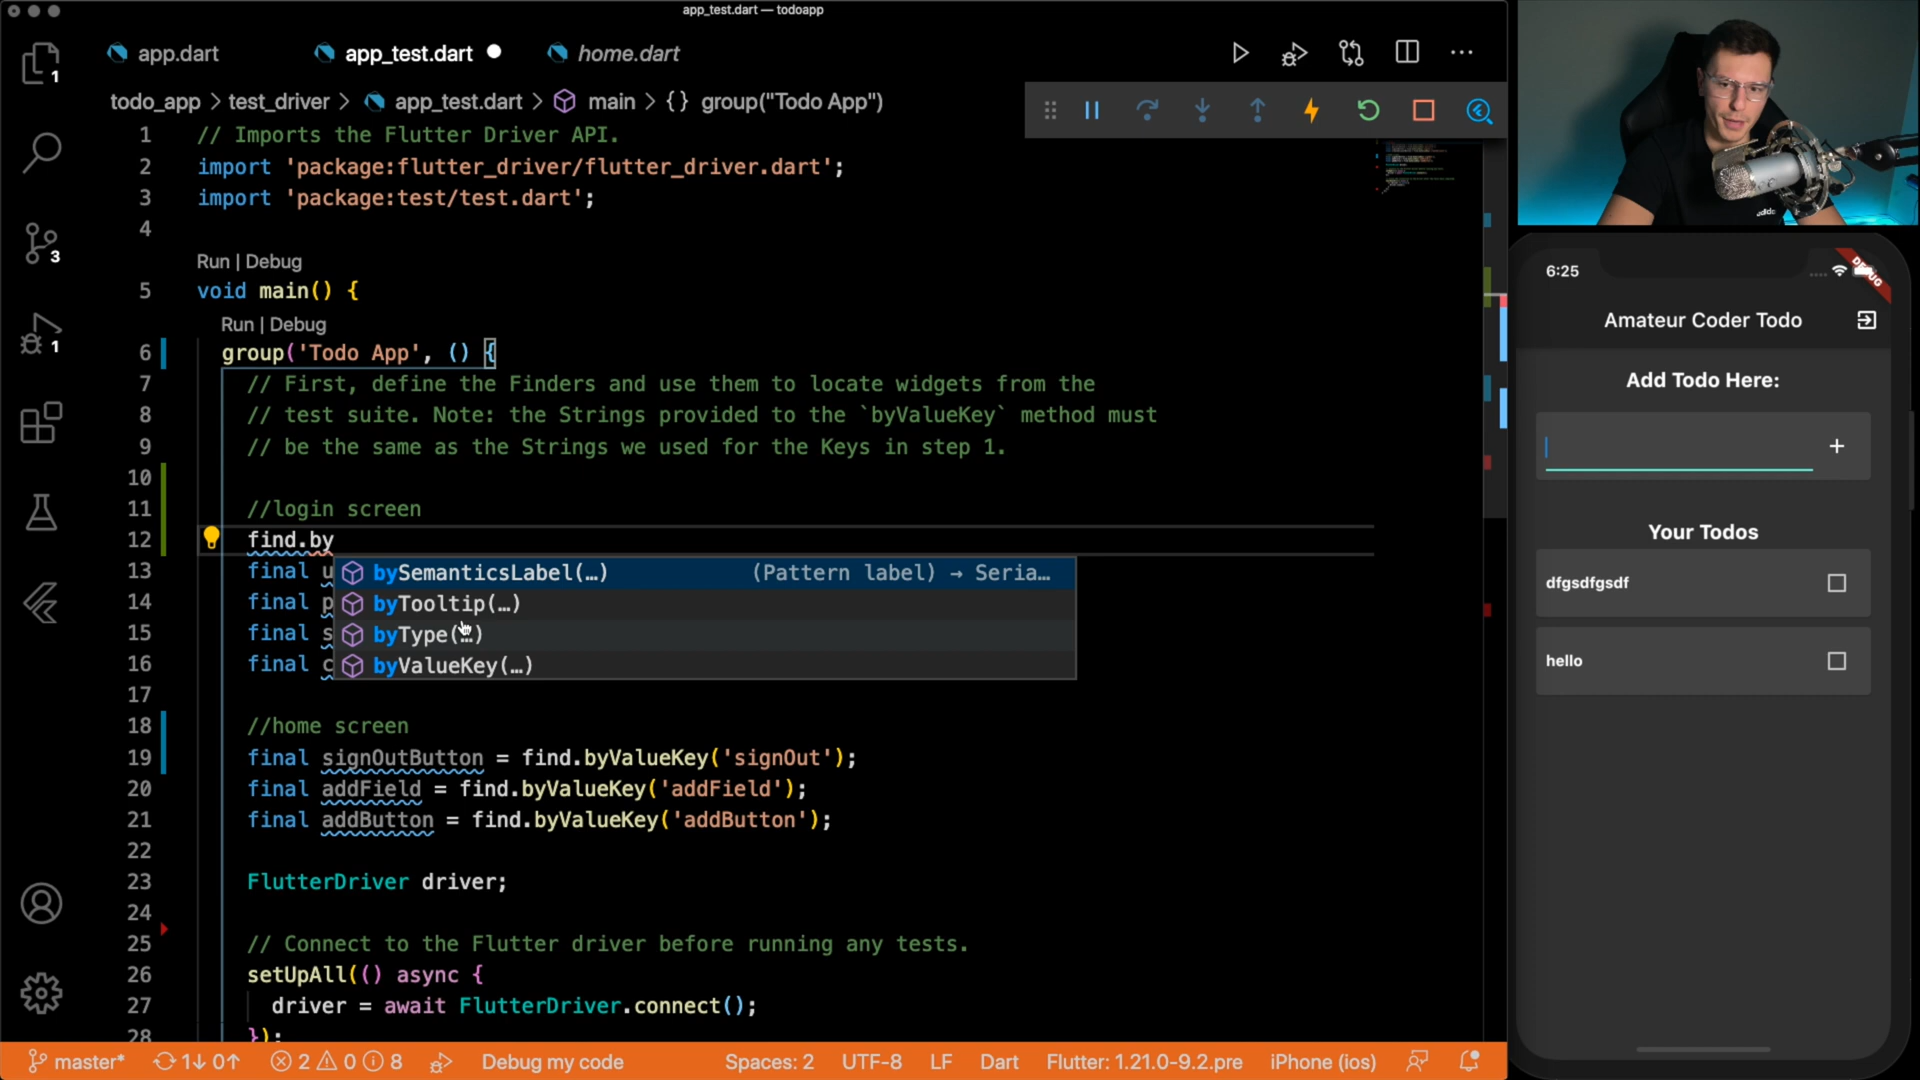 app_test.dart — todoapp
app.dart
app_test.dart
home.dart
todo_app > test_driver > app_test.dart > main > {} group("Todo App")
1 // Imports the Flutter Driver API.
2 import 'package:flutter_driver/flutter_driver.dart';
3 import 'package:test/test.dart';
4
Run | Debug
5 void main() {
Run | Debug
6 group('Todo App', () {
7 // First, define the Finders and use them to locate widgets from the
8 // test suite. Note: the Strings provided to the `byValueKey` method must
9 // be the same as the Strings we used for the Keys in step 1.
10
11 //login screen
12 find.by
bySemanticsLabel(…) (Pattern label) → Seria…
byTooltip(…)
byType(…)
byValueKey(…)
13 final u
14 final p
15 final s
16 final c
17
18 //home screen
19 final signOutButton = find.byValueKey('signOut');
20 final addField = find.byValueKey('addField');
21 final addButton = find.byValueKey('addButton');
22
23 FlutterDriver driver;
24
25 // Connect to the Flutter driver before running any tests.
26 setUpAll(() async {
27 driver = await FlutterDriver.connect();
28 });
1
3
1
master* 1↓ 0↑ 2 0 8 Debug my code Spaces: 2 UTF-8 LF Dart Flutter: 1.21.0-9.2.pre iPhone (ios)
6:25
DEBUG
Amateur Coder Todo
Add Todo Here:
+
Your Todos
dfgsdfgsdf
hello